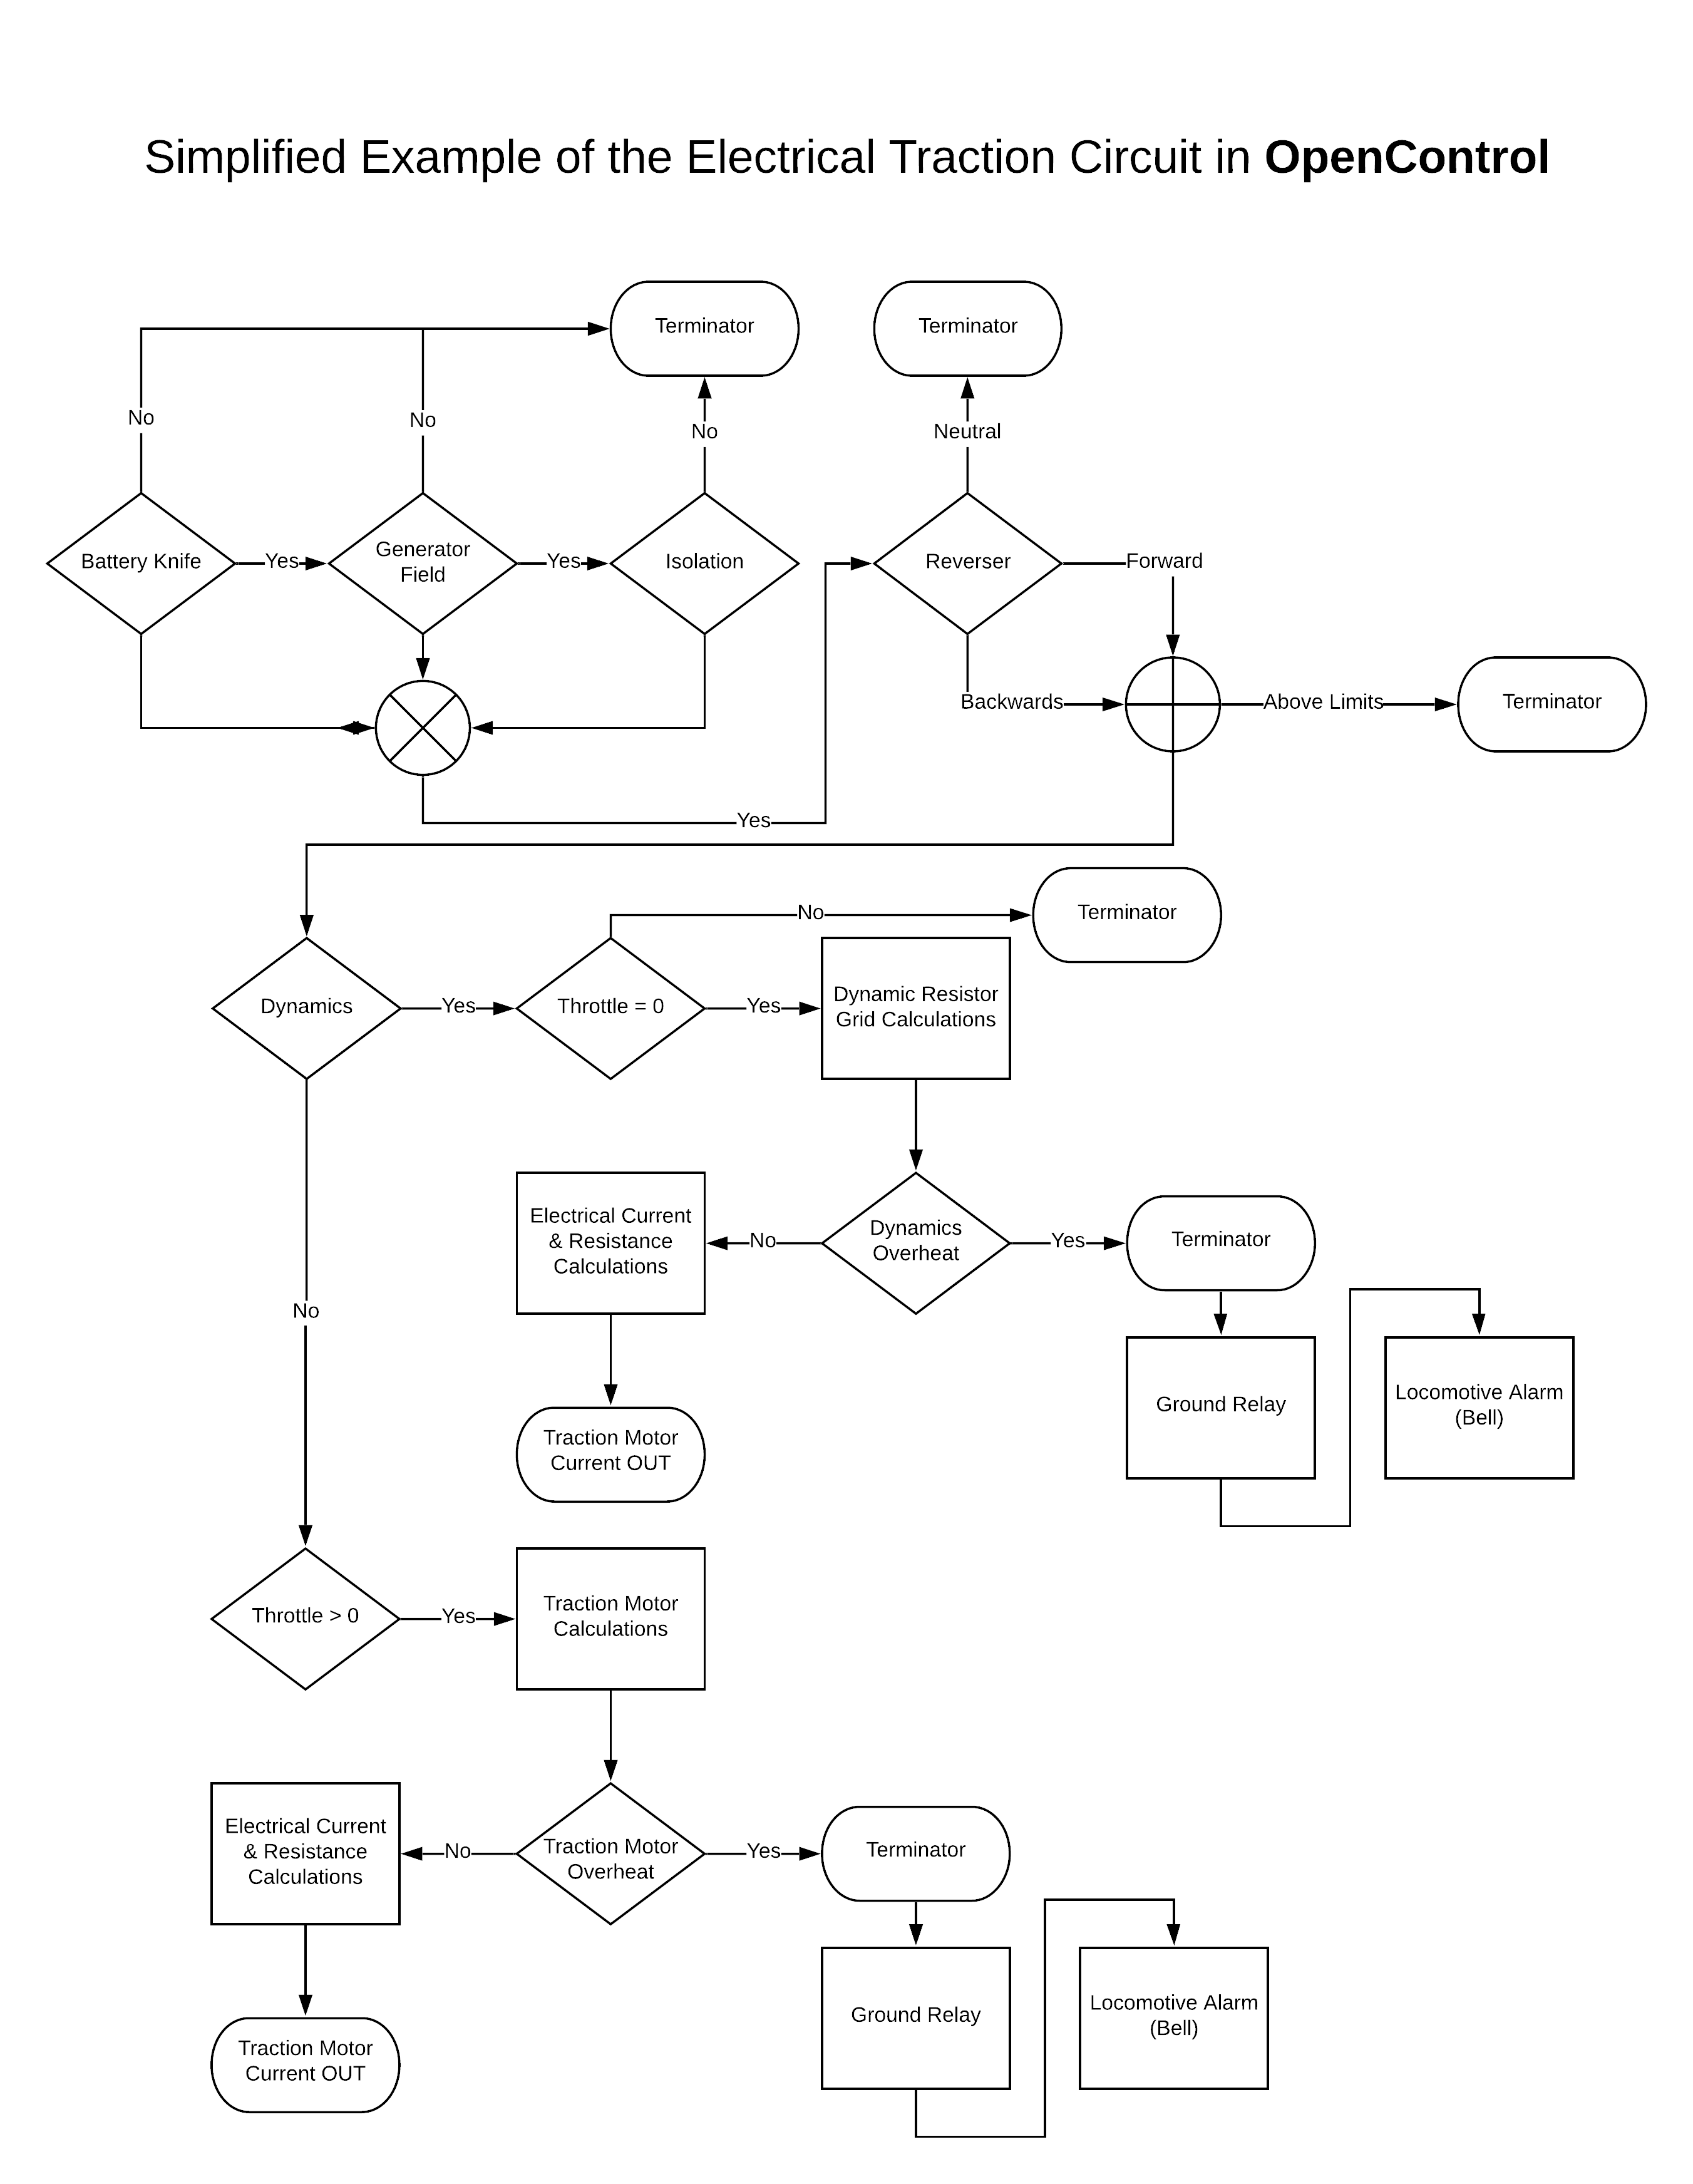 Simplified Example of the Electrical Traction Circuit in OpenControl
Terminator
Terminator
No
No
No
Neutral
Battery Knife
Yes
Generator
Field
Yes
Isolation
Reverser
Forward
Backwards
Above Limits
Terminator
Yes
No
Terminator
Dynamics
Yes
Throttle = 0
Yes
Dynamic Resistor
Grid Calculations
Electrical Current
& Resistance
Calculations
No
Dynamics
Overheat
Yes
Terminator
No
Ground Relay
Locomotive Alarm
(Bell)
Traction Motor
Current OUT
Throttle > 0
Yes
Traction Motor
Calculations
Electrical Current
& Resistance
Calculations
No
Traction Motor
Overheat
Yes
Terminator
Ground Relay
Locomotive Alarm
(Bell)
Traction Motor
Current OUT